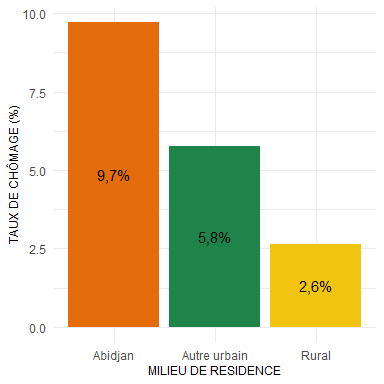 TAUX DE CHÔMAGE (%)
10.0
7.5
5.0
2.5
0.0
9,7%
5,8%
2,6%
Abidjan
Autre urbain
Rural
MILIEU DE RESIDENCE